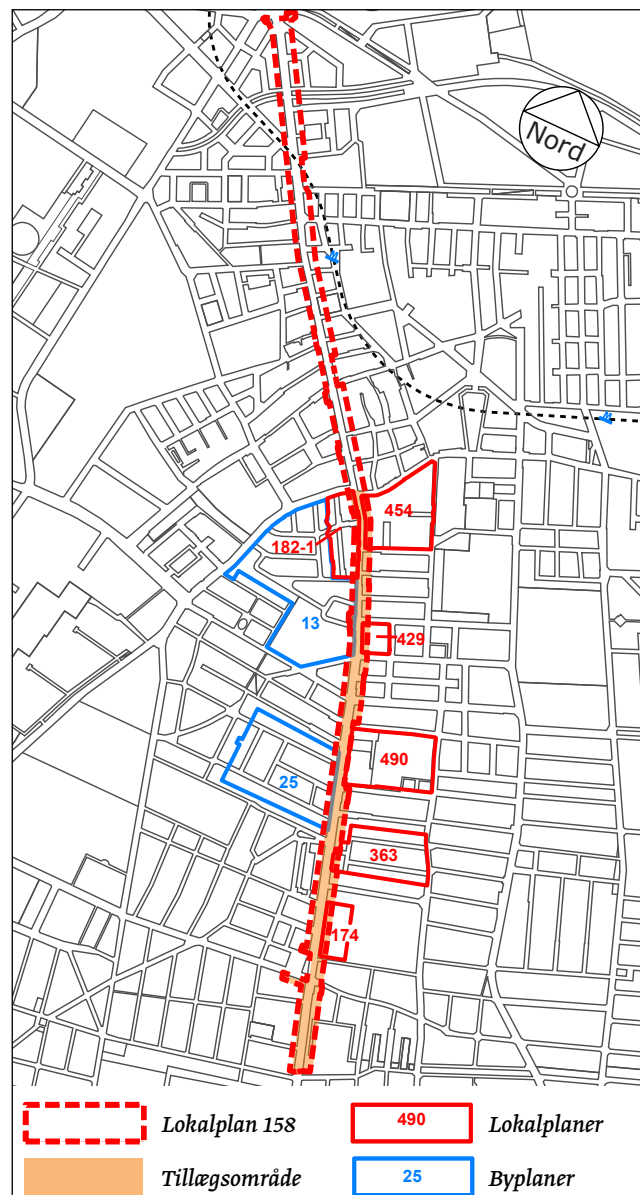 Nord
M
M
454
182-1
13
429
490
25
363
174
Lokalplan 158
490
Lokalplaner
Tillægsområde
25
Byplaner